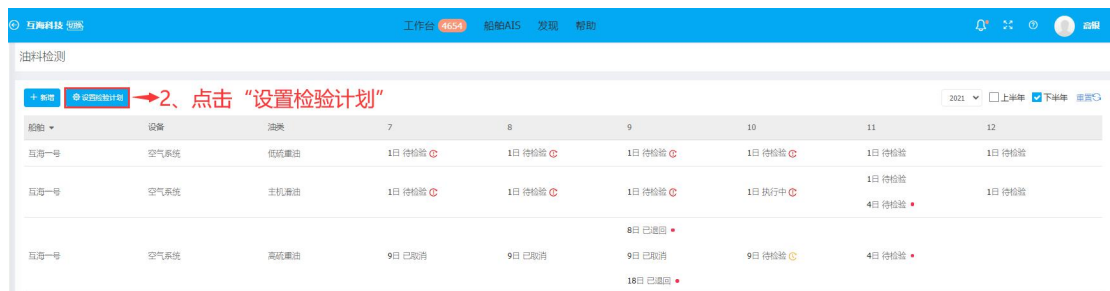 互海科技 切换 工作台 4654 船舶AIS 发现 帮助 高银
油料检测
+ 新增 设置检验计划 2、点击“设置检验计划” 2021 上半年 下半年 重置
船舶 设备 油类 7 8 9 10 11 12
互海一号 空气系统 低硫重油 1日 待检验 1日 待检验 1日 待检验 1日 待检验 1日 待检验 1日 待检验
1日 待检验
互海一号 空气系统 主机滑油 1日 待检验 1日 待检验 1日 待检验 1日 执行中 1日 待检验
4日 待检验
8日 已退回
互海一号 空气系统 高硫重油 9日 已取消 9日 已取消 9日 已取消 9日 待检验 4日 待检验
18日 已退回